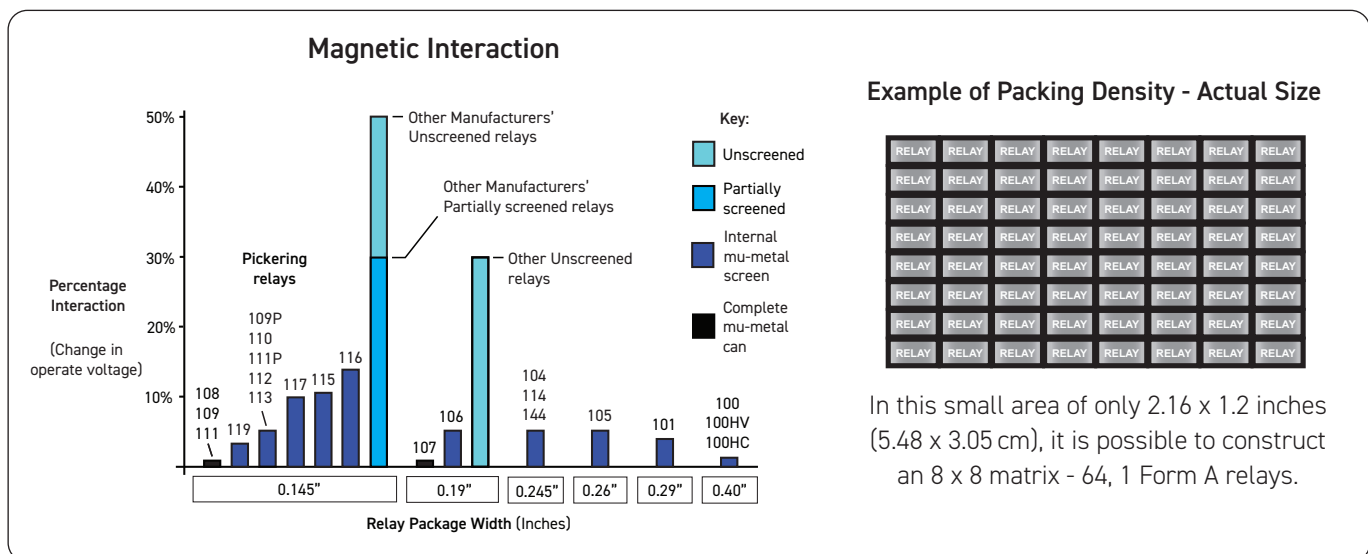 Magnetic Interaction
50%
40%
30%
20%
10%
Percentage
Interaction
(Change in
operate voltage)
Pickering
relays
108
109
111
119
109P
110
111P
112
113
117
115
116
Other Manufacturers'
Unscreened relays
Other Manufacturers'
Partially screened relays
107
106
Other Unscreened
relays
104
114
144
105
101
100
100HV
100HC
0.145"
0.19"
0.245"
0.26"
0.29"
0.40"
Relay Package Width (Inches)
Key:
Unscreened
Partially
screened
Internal
mu-metal
screen
Complete
mu-metal
can
Example of Packing Density - Actual Size
RELAY RELAY RELAY RELAY RELAY RELAY RELAY RELAY
RELAY RELAY RELAY RELAY RELAY RELAY RELAY RELAY
RELAY RELAY RELAY RELAY RELAY RELAY RELAY RELAY
RELAY RELAY RELAY RELAY RELAY RELAY RELAY RELAY
RELAY RELAY RELAY RELAY RELAY RELAY RELAY RELAY
RELAY RELAY RELAY RELAY RELAY RELAY RELAY RELAY
RELAY RELAY RELAY RELAY RELAY RELAY RELAY RELAY
RELAY RELAY RELAY RELAY RELAY RELAY RELAY RELAY
In this small area of only 2.16 x 1.2 inches
(5.48 x 3.05 cm), it is possible to construct
an 8 x 8 matrix - 64, 1 Form A relays.